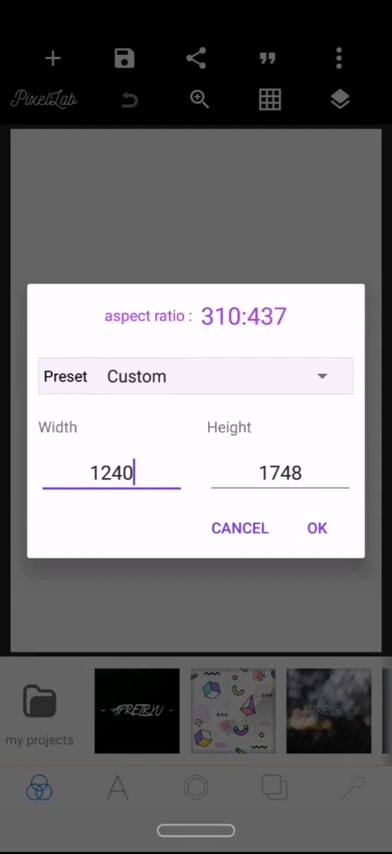 PixelLab
aspect ratio : 310:437
Preset Custom
Width Height
1240 1748
CANCEL OK
my projects
- APRETRYU -